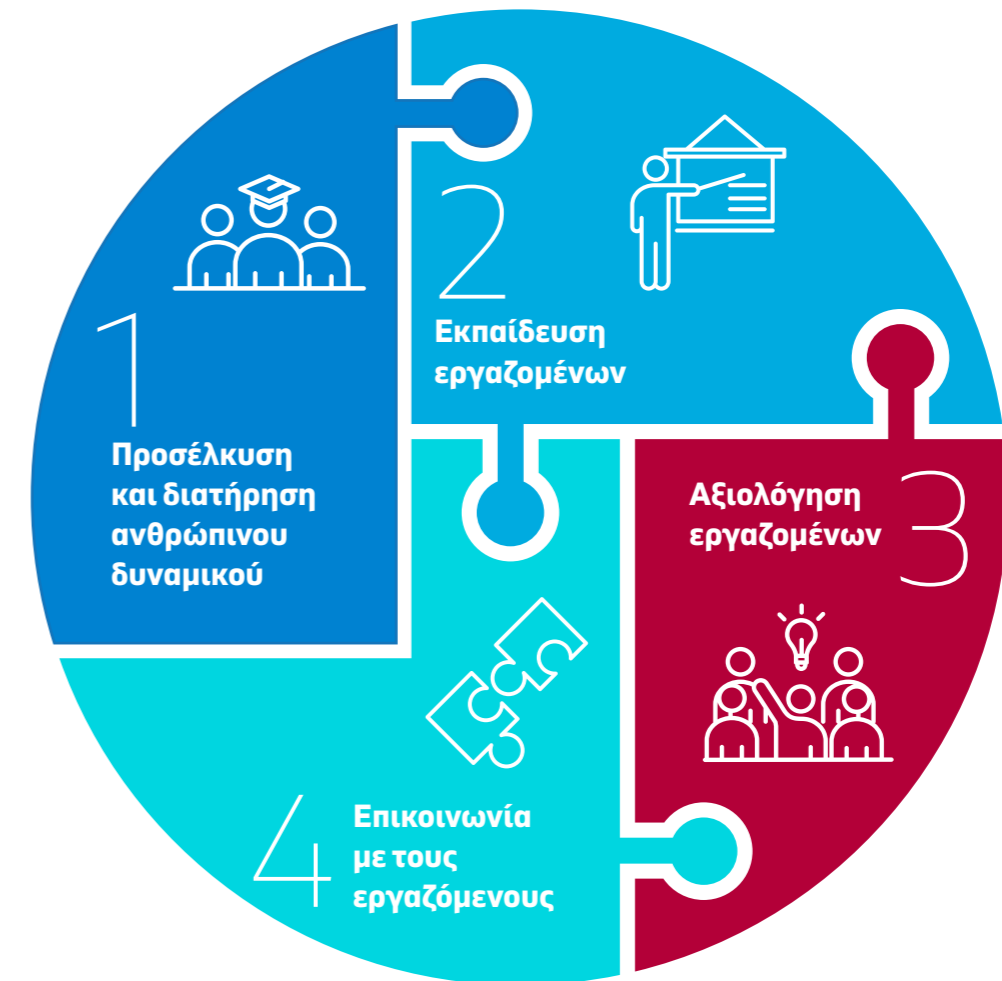 1
Προσέλκυση
και διατήρηση
ανθρώπινου
δυναμικού
2
Εκπαίδευση
εργαζομένων
3
Αξιολόγηση
εργαζομένων
4
Επικοινωνία
με τους
εργαζόμενους